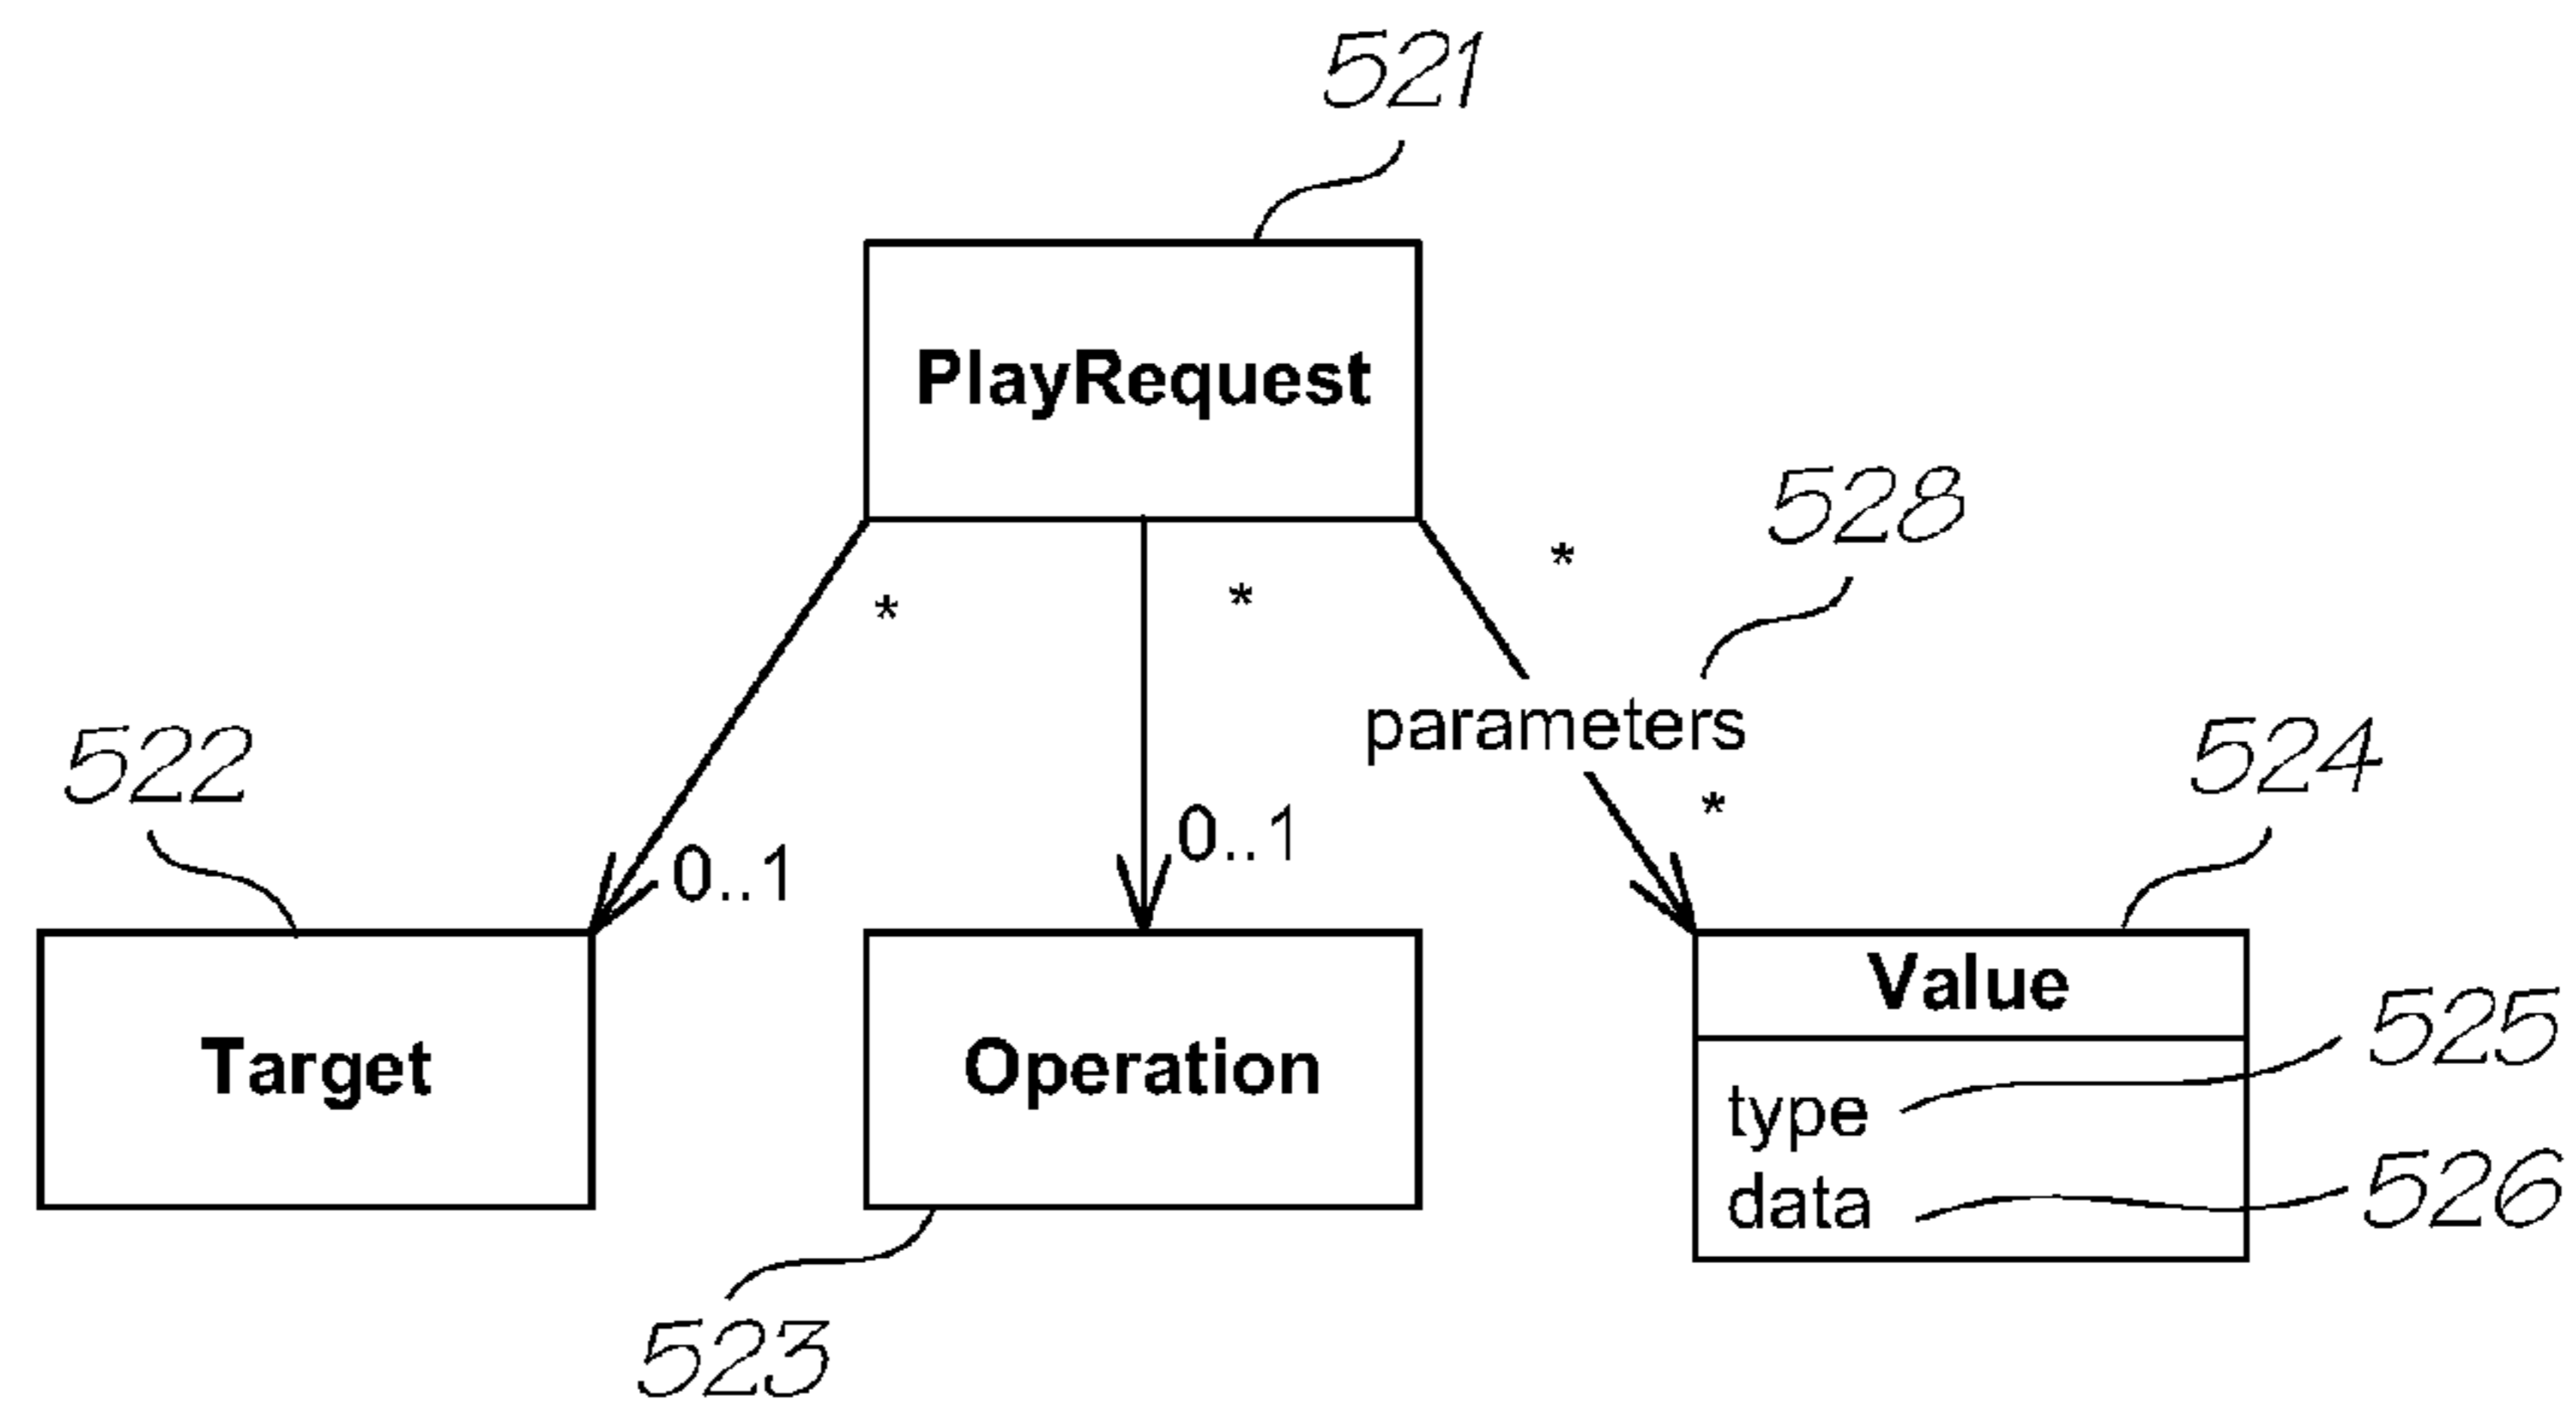 521
PlayRequest
528
*
*
*
parameters
522
524
*
0..1
0..1
Value
525
Target
Operation
type
data
526
523